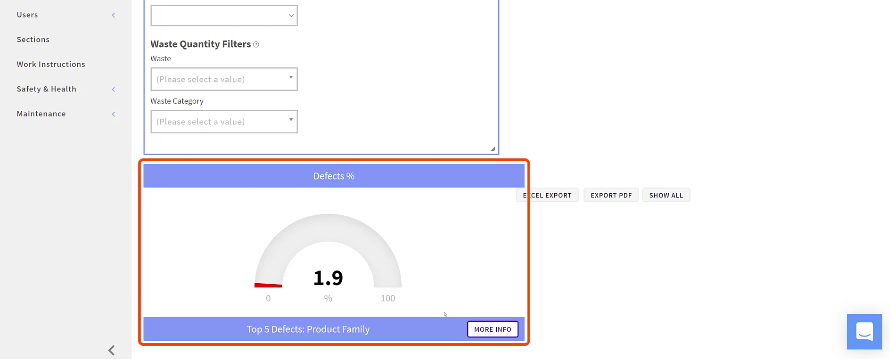 Users
Sections
Work Instructions
Safety & Health
Maintenance
Waste Quantity Filters
Waste
(Please select a value)
Waste Category
(Please select a value)
Defects %
EXCEL EXPORT
EXPORT PDF
SHOW ALL
1.9
0
%
100
Top 5 Defects: Product Family
MORE INFO